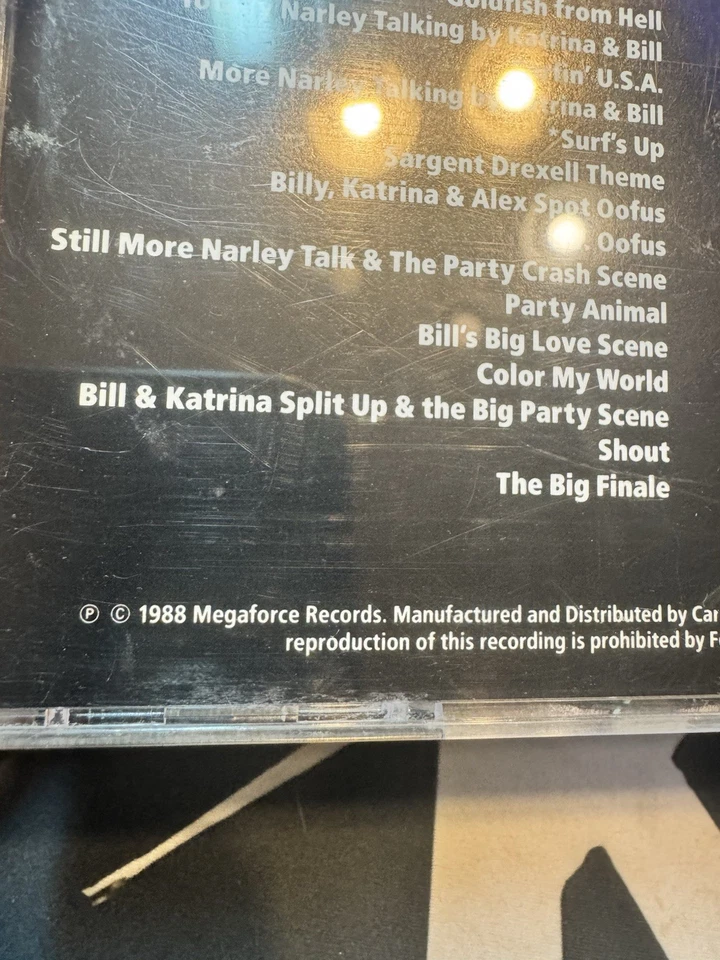 Goldfish from Hell
Narley Talking by Katrina & Bill
U.S.A.
More Narley Talking by Katrina & Bill
*Surf's Up
Sargent Drexell Theme
Billy, Katrina & Alex Spot Oofus
Oofus
Still More Narley Talk & The Party Crash Scene
Party Animal
Bill's Big Love Scene
Color My World
Bill & Katrina Split Up & the Big Party Scene
Shout
The Big Finale
℗ © 1988 Megaforce Records. Manufactured and Distributed by
reproduction of this recording is prohibited by